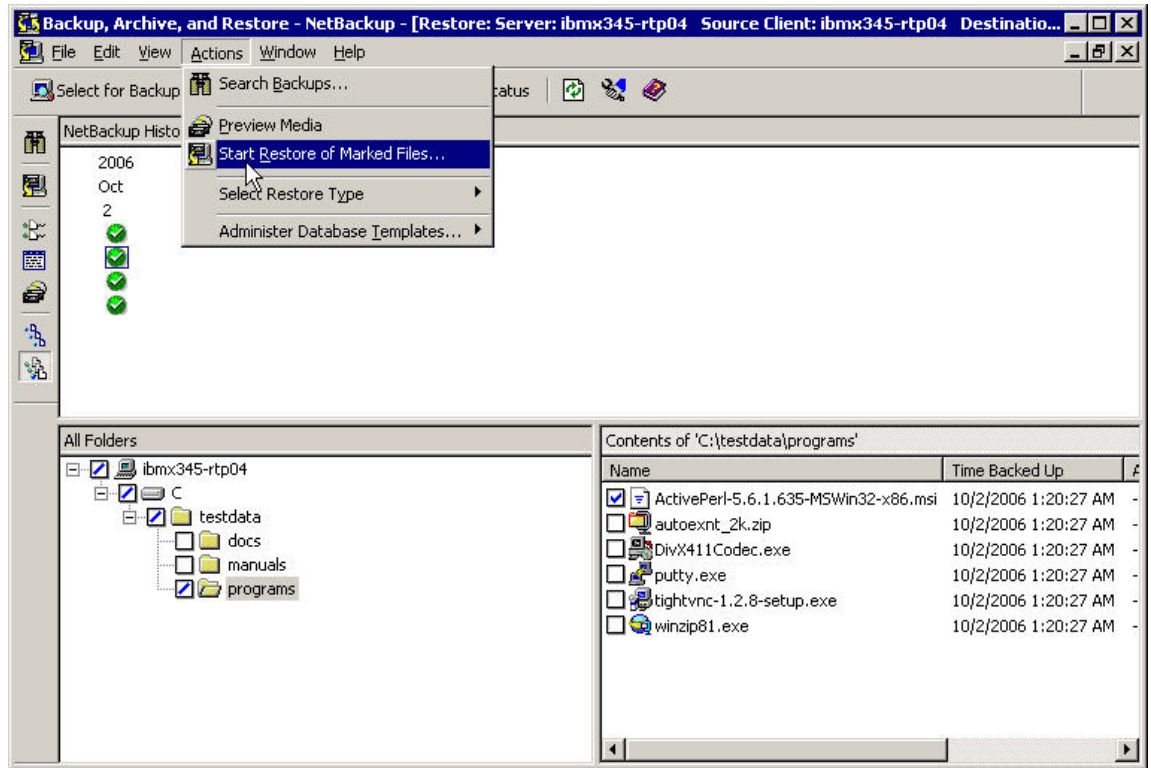 Backup, Archive, and Restore - NetBackup - [Restore: Server: ibmx345-rtp04 Source Client: ibmx345-rtp04 Destinatio...
File Edit View Actions Window Help
Select for Backup
tatus
Search Backups...
Preview Media
Start Restore of Marked Files...
Select Restore Type
Administer Database Templates...
NetBackup Histo
2006
Oct
2
All Folders
ibmx345-rtp04
C
testdata
docs
manuals
programs
Contents of 'C:\testdata\programs'
Name Time Backed Up A
ActivePerl-5.6.1.635-MSWin32-x86.msi 10/2/2006 1:20:27 AM -
autoexnt_2k.zip 10/2/2006 1:20:27 AM -
DivX411Codec.exe 10/2/2006 1:20:27 AM -
putty.exe 10/2/2006 1:20:27 AM -
tightvnc-1.2.8-setup.exe 10/2/2006 1:20:27 AM -
winzip81.exe 10/2/2006 1:20:27 AM -